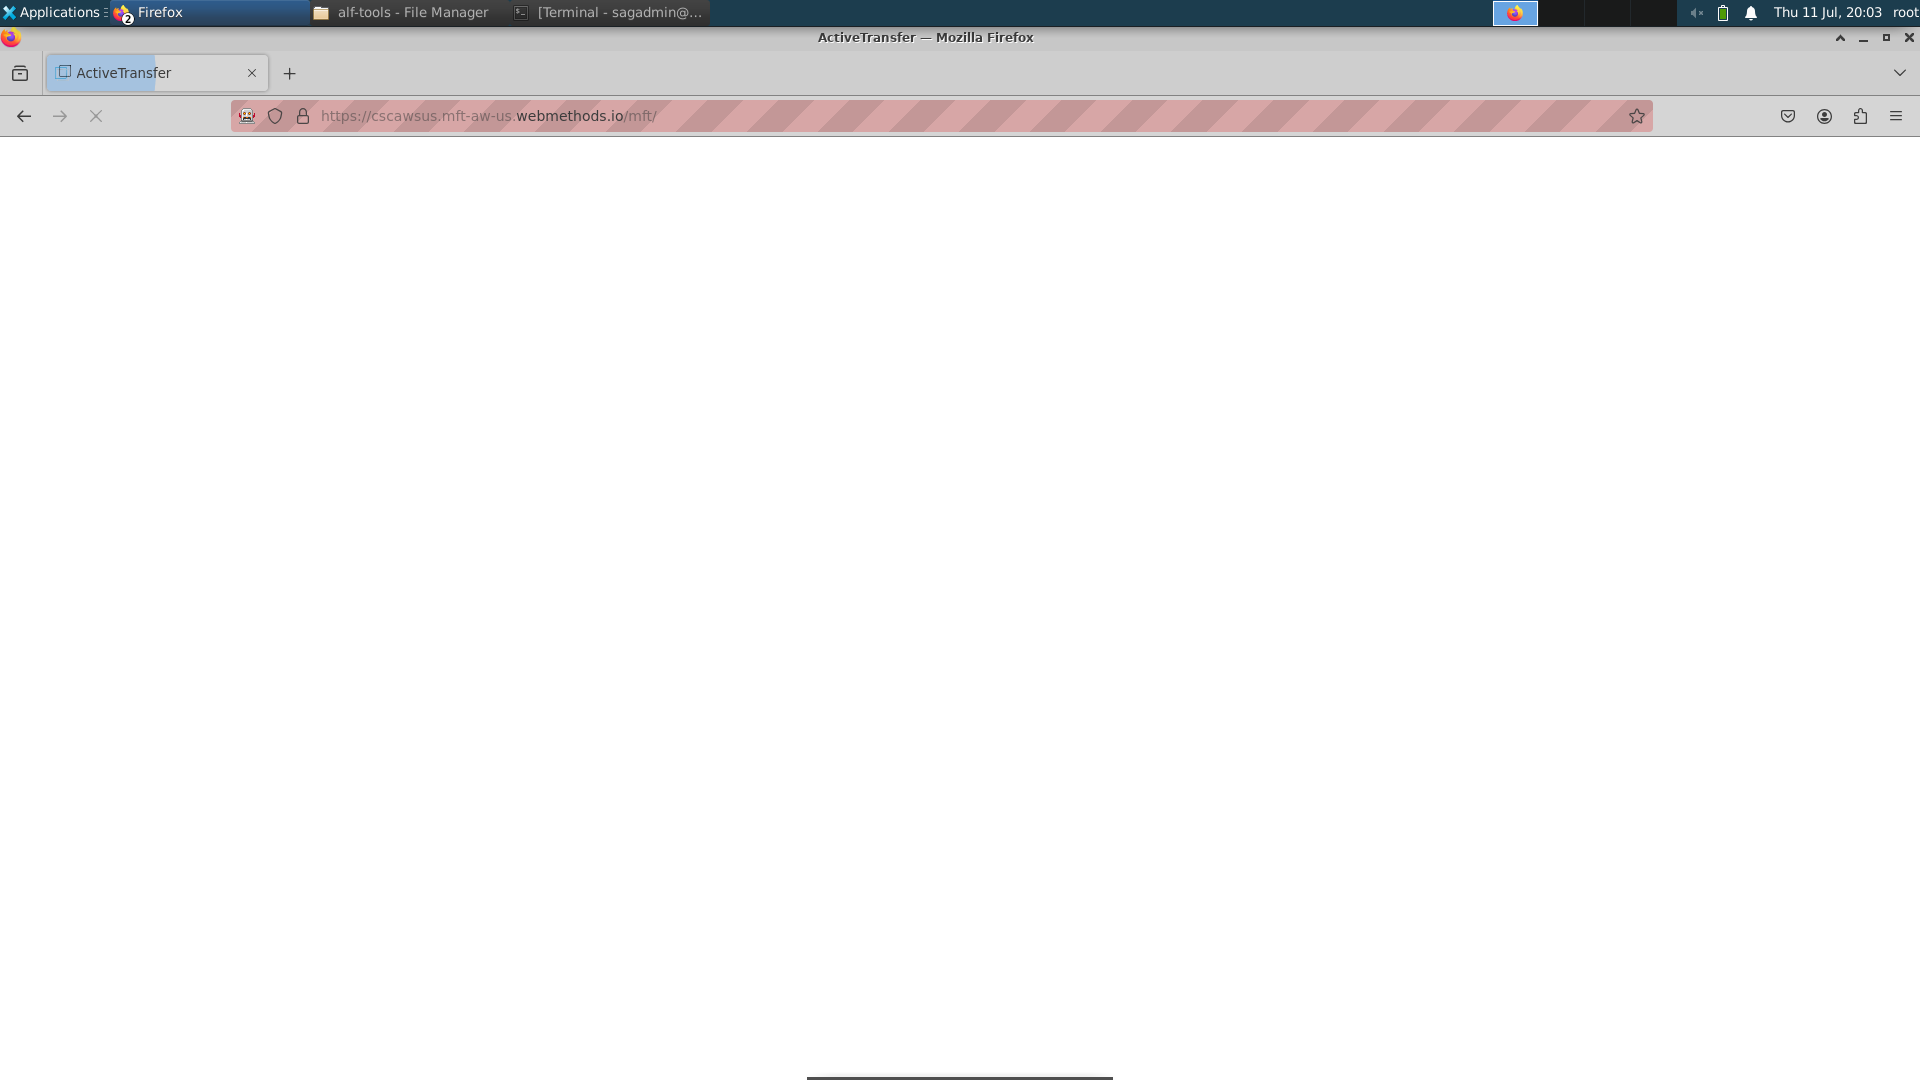 Applications
2
Firefox
alf-tools - File Manager
[Terminal - sagadmin@...
Thu 11 Jul, 20:03
root
ActiveTransfer — Mozilla Firefox
ActiveTransfer
https://cscawsus.mft-aw-us.webmethods.io/mft/